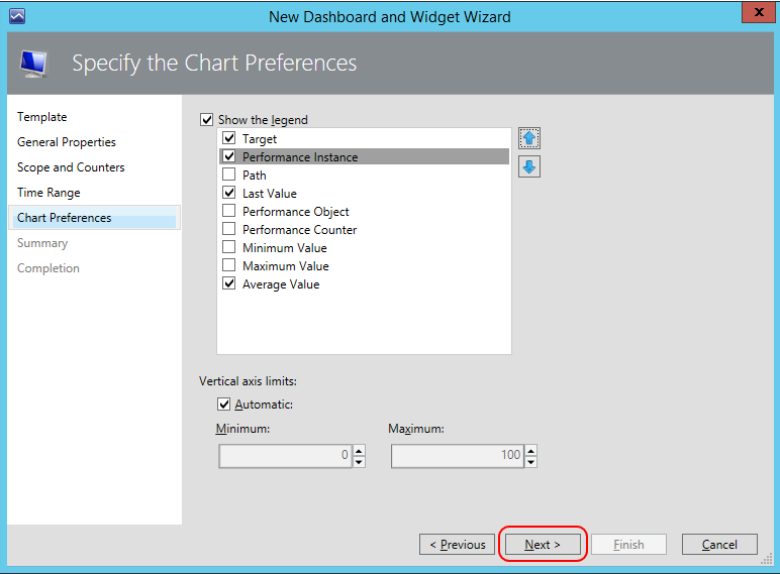 New Dashboard and Widget Wizard
x
Specify the Chart Preferences
Template
General Properties
Scope and Counters
Time Range
Chart Preferences
Summary
Completion
Show the legend
Target
Performance Instance
Path
Last Value
Performance Object
Performance Counter
Minimum Value
Maximum Value
Average Value
Vertical axis limits:
Automatic:
Minimum: Maximum:
0 100
< Previous Next > Finish Cancel